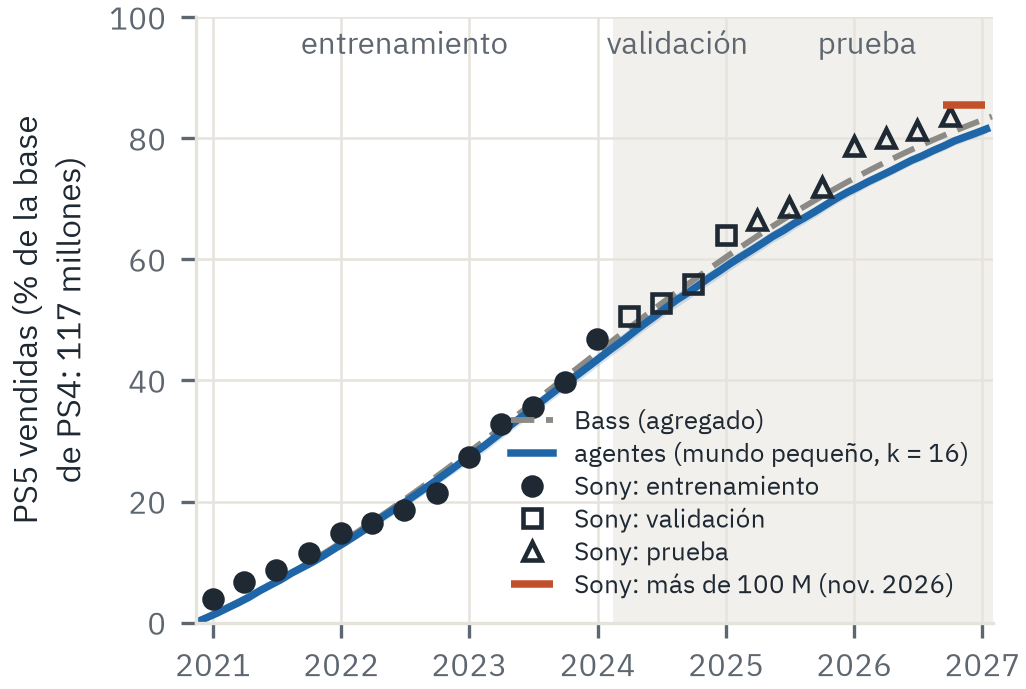 PS5 vendidas (% de la base
de PS4: 117 millones)
100
80
60
40
20
0
entrenamiento
validación
prueba
Bass (agregado)
agentes (mundo pequeño, k = 16)
Sony: entrenamiento
Sony: validación
Sony: prueba
Sony: más de 100 M (nov. 2026)
2021 2022 2023 2024 2025 2026 2027